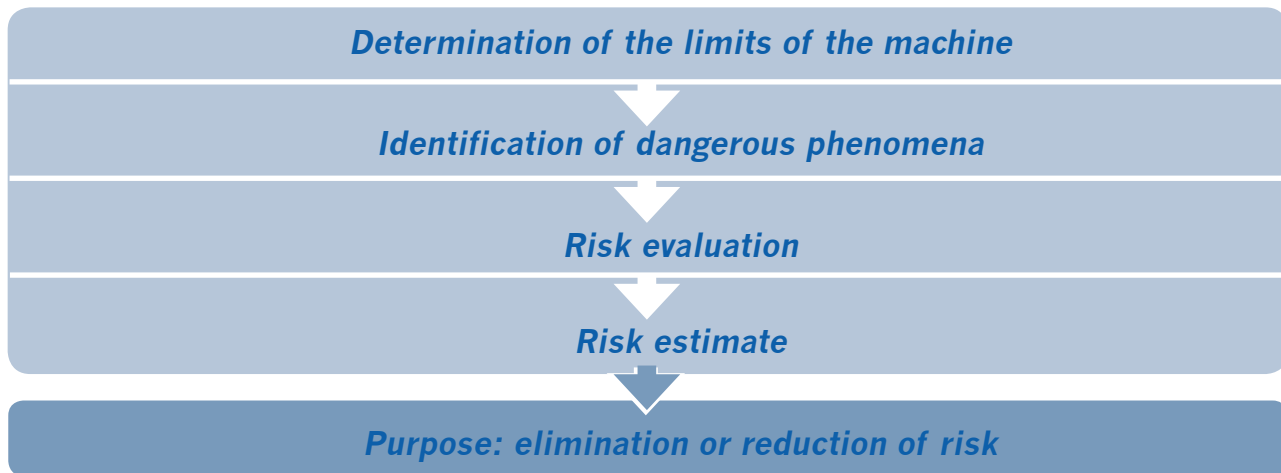 Determination of the limits of the machine
Identification of dangerous phenomena
Risk evaluation
Risk estimate
Purpose: elimination or reduction of risk